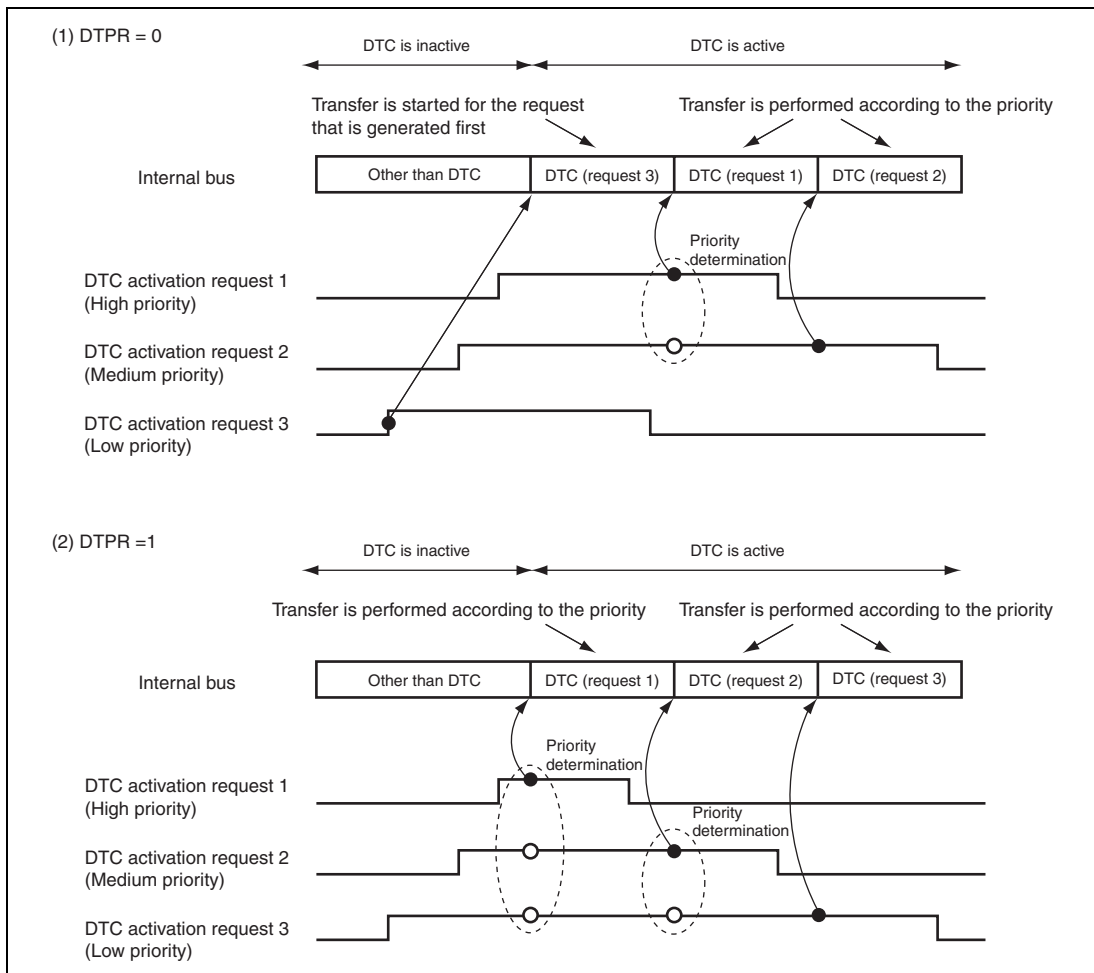 (1) DTPR = 0
DTC is inactive
DTC is active
Transfer is started for the request
that is generated first
Transfer is performed according to the priority
Internal bus
Other than DTC
DTC (request 3)
DTC (request 1)
DTC (request 2)
Priority
determination
DTC activation request 1
(High priority)
DTC activation request 2
(Medium priority)
DTC activation request 3
(Low priority)
(2) DTPR =1
DTC is inactive
DTC is active
Transfer is performed according to the priority
Transfer is performed according to the priority
Internal bus
Other than DTC
DTC (request 1)
DTC (request 2)
DTC (request 3)
Priority
determination
DTC activation request 1
(High priority)
Priority
determination
DTC activation request 2
(Medium priority)
DTC activation request 3
(Low priority)